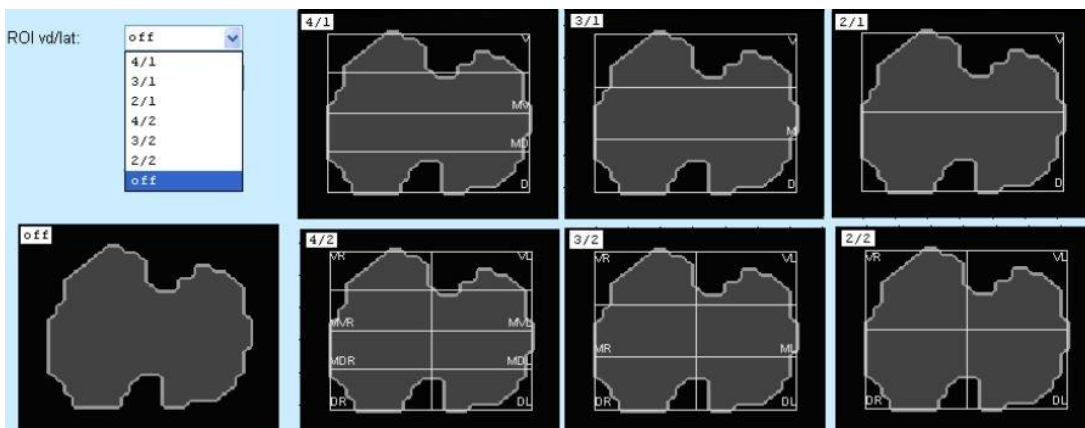 ROI vd/lat:
off
4/1
3/1
2/1
4/2
3/2
2/2
off
4/1
V
MV
MD
D
3/1
V
M
D
2/1
V
D
off
4/2
VR VL
MVR MVL
MDR MDL
DR DL
3/2
VR VL
MR ML
DR DL
2/2
VR VL
DR DL